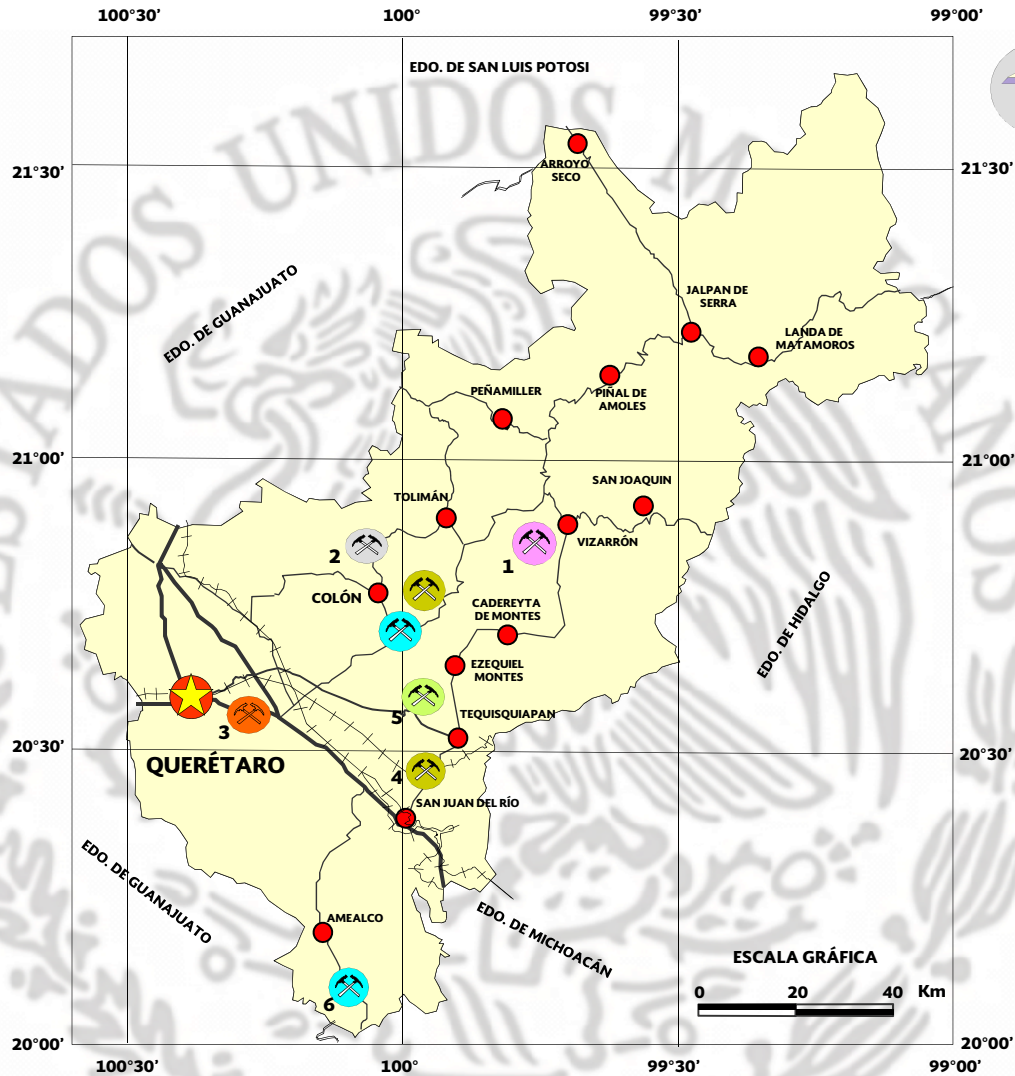 100°30’
100°
99°30’
99°00’
EDO. DE SAN LUIS POTOSI
ESTADOS UNIDOS MEXICANOS
ARROYO
SECO
21°30’
21°30’
EDO. DE GUANAJUATO
JALPAN DE
SERRA
LANDA DE
MATAMOROS
PEÑAMILLER
PIÑAL DE
AMOLES
21°00’
21°00’
SAN JOAQUIN
TOLIMÁN
VIZARRÓN
2
1
COLÓN
CADEREYTA
DE MONTES
EDO. DE HIDALGO
EZEQUIEL
MONTES
5
TEQUISQUIAPAN
3
20°30’
20°30’
QUERÉTARO
4
SAN JUAN DEL RÍO
EDO. DE GUANAJUATO
AMEALCO
EDO. DE MICHOACÁN
ESCALA GRÁFICA
0 20 40 Km
6
20°00’
20°00’
100°30’
100°
99°30’
99°00’